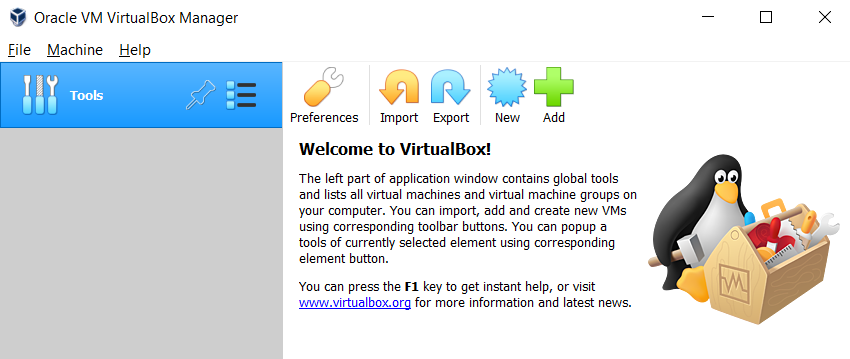 Oracle VM VirtualBox Manager
File Machine Help
Tools
Preferences Import Export New Add
Welcome to VirtualBox!
The left part of application window contains global tools
and lists all virtual machines and virtual machine groups on
your computer. You can import, add and create new VMs
using corresponding toolbar buttons. You can popup a
tools of currently selected element using corresponding
element button.
You can press the F1 key to get instant help, or visit
www.virtualbox.org for more information and latest news.